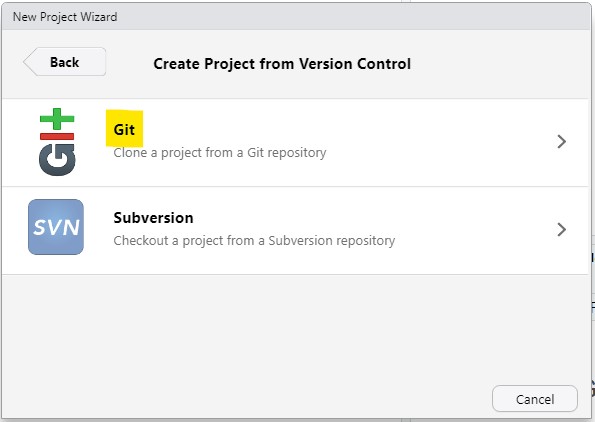 New Project Wizard
Back
Create Project from Version Control
git
Git
Clone a project from a Git repository
SVN
Subversion
Checkout a project from a Subversion repository
Cancel